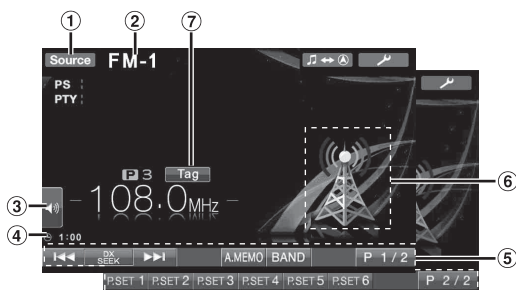 ① ② ⑦
Source FM-1
PS
PTY
P 3 Tag
108.0MHz
⑥
③
④ 1:00
DX SEEK A.MEMO BAND P 1/2 ⑤
P.SET 1 P.SET 2 P.SET 3 P.SET 4 P.SET 5 P.SET 6 P 2/2